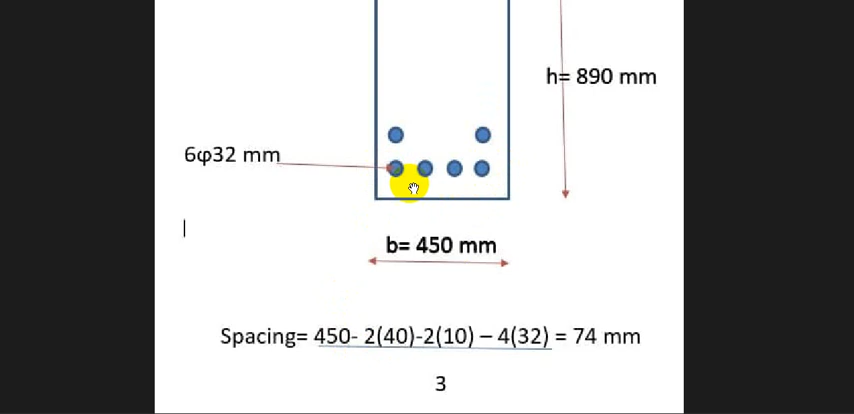 h= 890 mm
6φ32 mm
b= 450 mm
Spacing= 450- 2(40)-2(10) – 4(32) = 74 mm
3